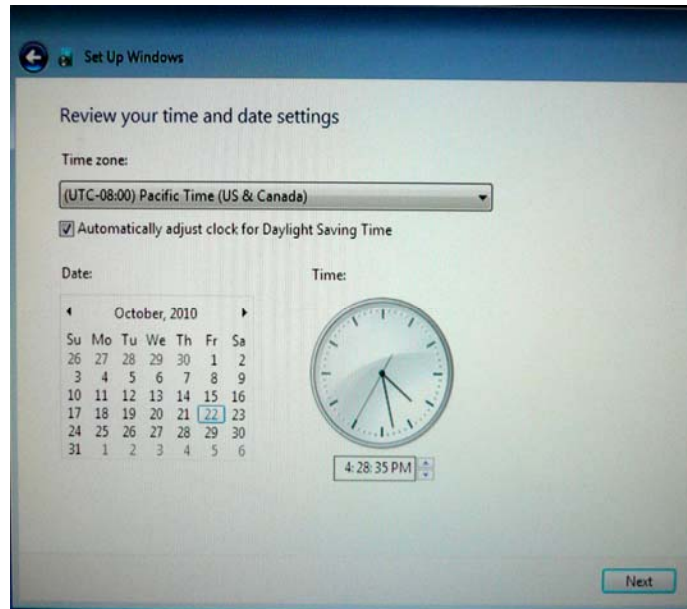 Set Up Windows
Review your time and date settings
Time zone:
(UTC-08:00) Pacific Time (US & Canada)
Automatically adjust clock for Daylight Saving Time
Date:
Time:
October, 2010
Su Mo Tu We Th Fr Sa
26 27 28 29 30 1 2
3 4 5 6 7 8 9
10 11 12 13 14 15 16
17 18 19 20 21 22 23
24 25 26 27 28 29 30
31 1 2 3 4 5 6
4:28:35 PM
Next